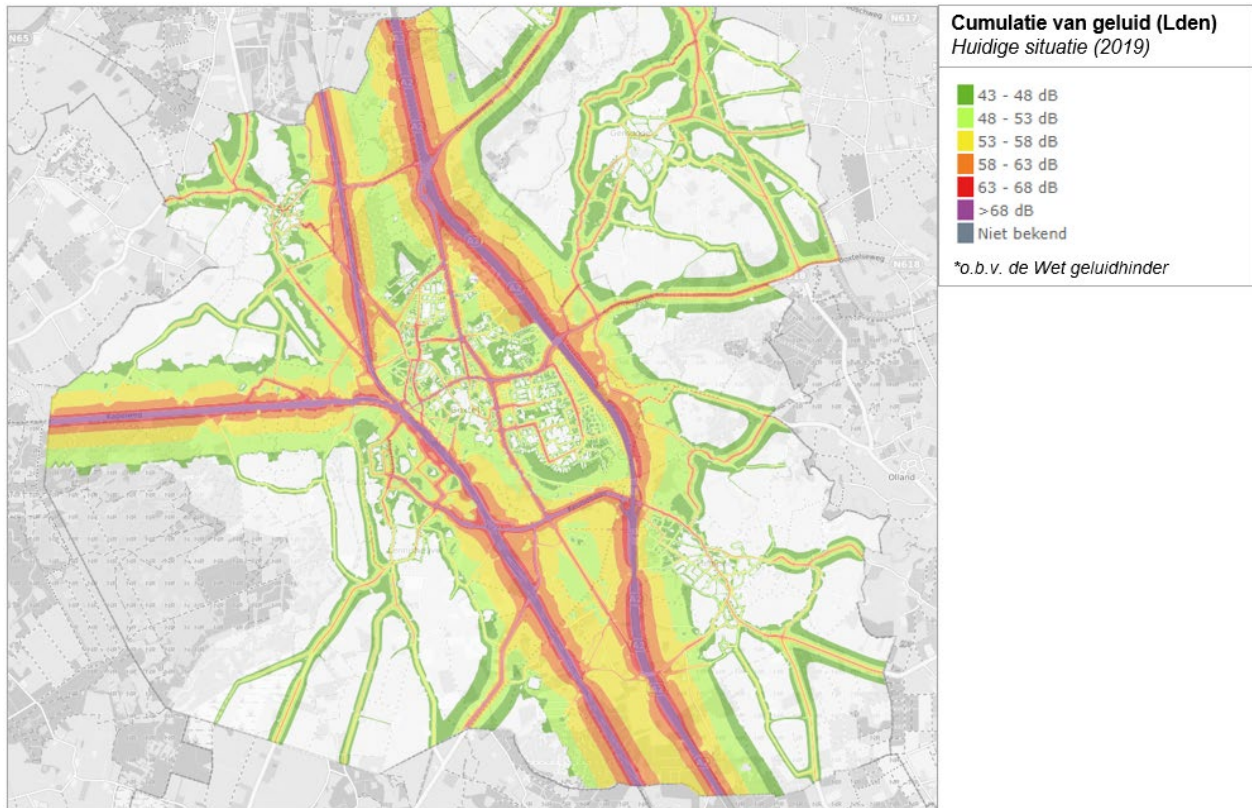 Cumulatie van geluid (Lden)
Huidige situatie (2019)
43 - 48 dB
48 - 53 dB
53 - 58 dB
58 - 63 dB
63 - 68 dB
>68 dB
Niet bekend
*o.b.v. de Wet geluidhinder
N65
N617
A2
N618
Olland